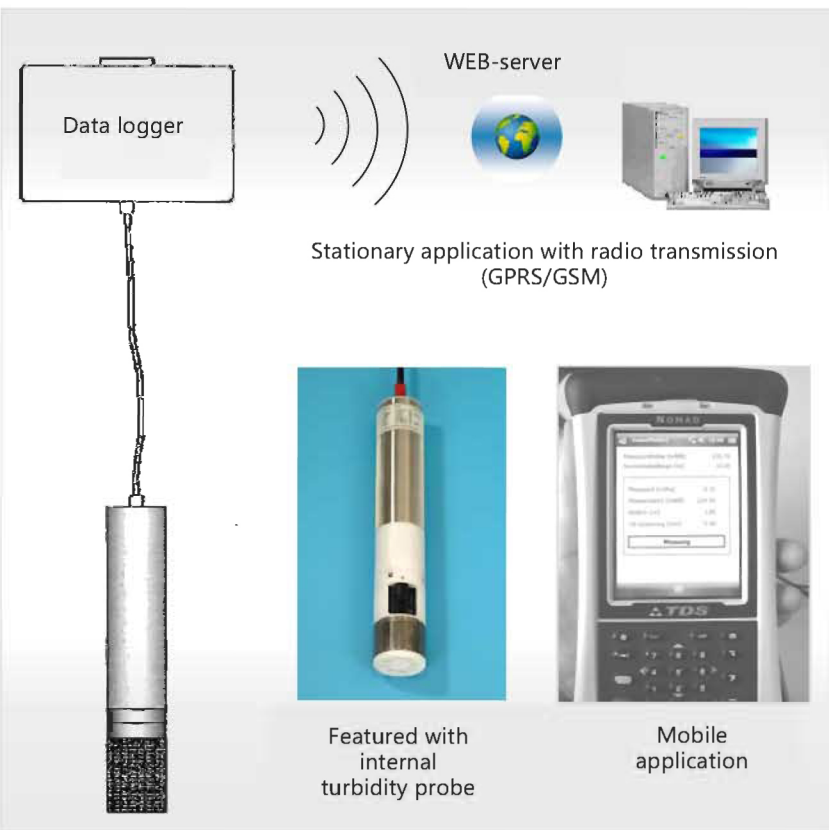 WEB-server
Data logger
Stationary application with radio transmission
(GPRS/GSM)
NOMAD
TDS
Messung
Featured with
internal
turbidity probe
Mobile
application